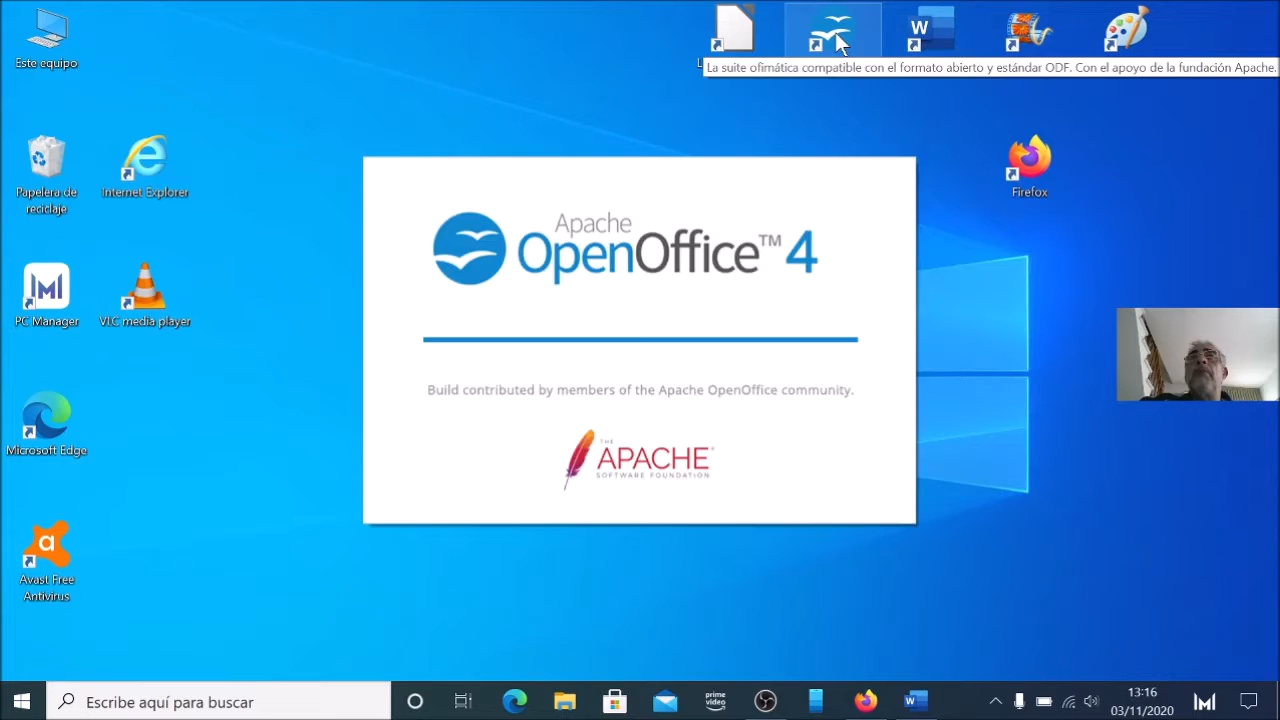 Este equipo
La suite ofimática compatible con el formato abierto y estándar ODF. Con el apoyo de la fundación Apache.
Papelera de
reciclaje
Internet Explorer
Firefox
Apache
OpenOffice™ 4
PC Manager
VLC media player
Build contributed by members of the Apache OpenOffice community.
Microsoft Edge
THE
APACHE
SOFTWARE FOUNDATION
Avast Free
Antivirus
Escribe aquí para buscar
prime
video
13:16
03/11/2020